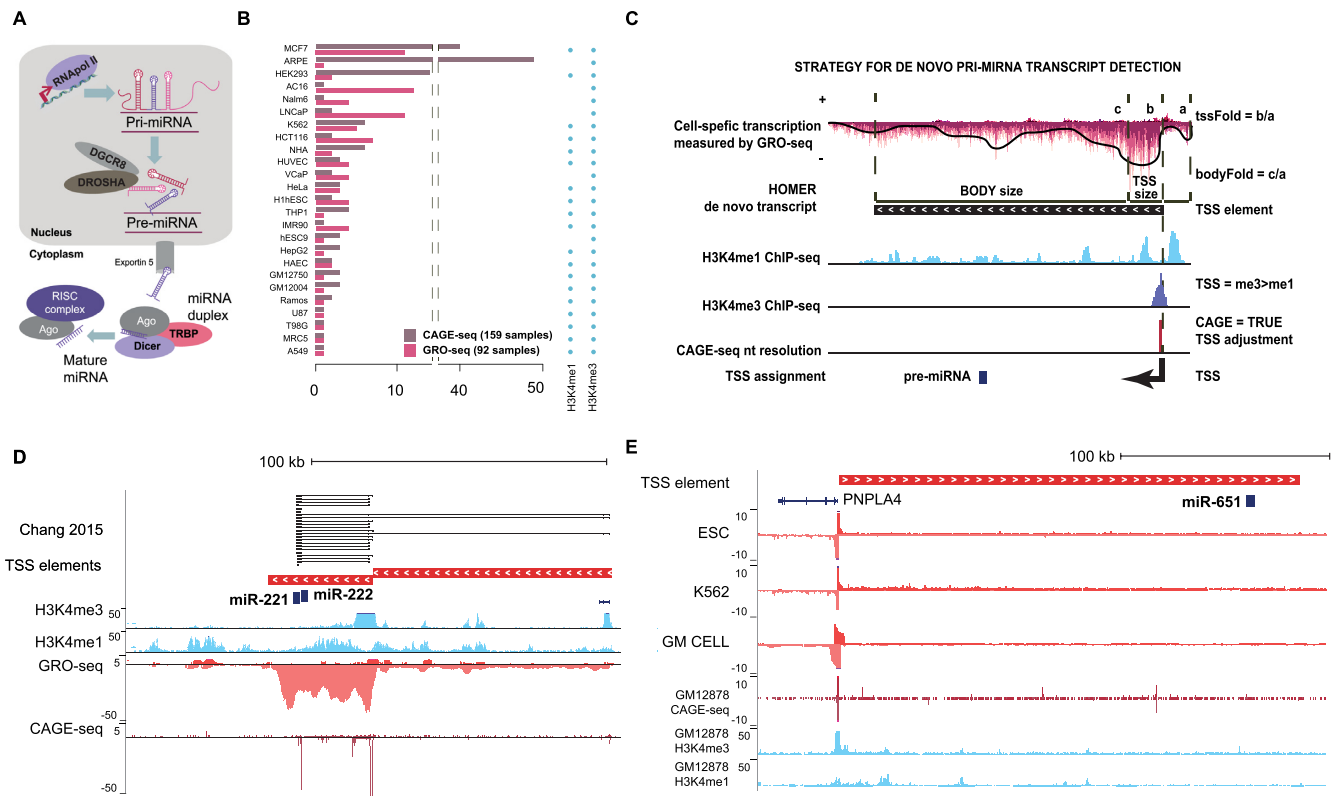 A
RNApol II
Pri-miRNA
DGCR8
DROSHA
Pre-miRNA
Nucleus
Cytoplasm
Exportin 5
RISC
complex
Ago
miRNA
duplex
Ago
TRBP
Dicer
Mature
miRNA
B
MCF7
ARPE
HEK293
AC16
Nalm6
LNCaP
K562
HCT116
NHA
HUVEC
VCaP
HeLa
H1hESC
THP1
IMR90
hESC9
HepG2
HAEC
GM12750
GM12004
Ramos
U87
T98G
MRC5
A549
CAGE-seq (159 samples)
GRO-seq (92 samples)
0
10
40
50
H3K4me1
H3K4me3
C
STRATEGY FOR DE NOVO PRI-MIRNA TRANSCRIPT DETECTION
+
c b a
tssFold = b/a
Cell-spefic transcription
measured by GRO-seq
-
bodyFold = c/a
HOMER
de novo transcript
BODY size
TSS
size
TSS element
H3K4me1 ChIP-seq
H3K4me3 ChIP-seq
TSS = me3>me1
CAGE-seq nt resolution
CAGE = TRUE
TSS adjustment
TSS assignment
pre-miRNA
TSS
D
100 kb
Chang 2015
TSS elements
miR-221
miR-222
H3K4me3
50
H3K4me1
50
GRO-seq
5
-50
CAGE-seq
5
-50
E
100 kb
TSS element
PNPLA4
miR-651
10
ESC
-10
10
K562
-10
10
GM CELL
-10
10
GM12878
CAGE-seq
-10
GM12878
50
H3K4me3
GM12878
50
H3K4me1